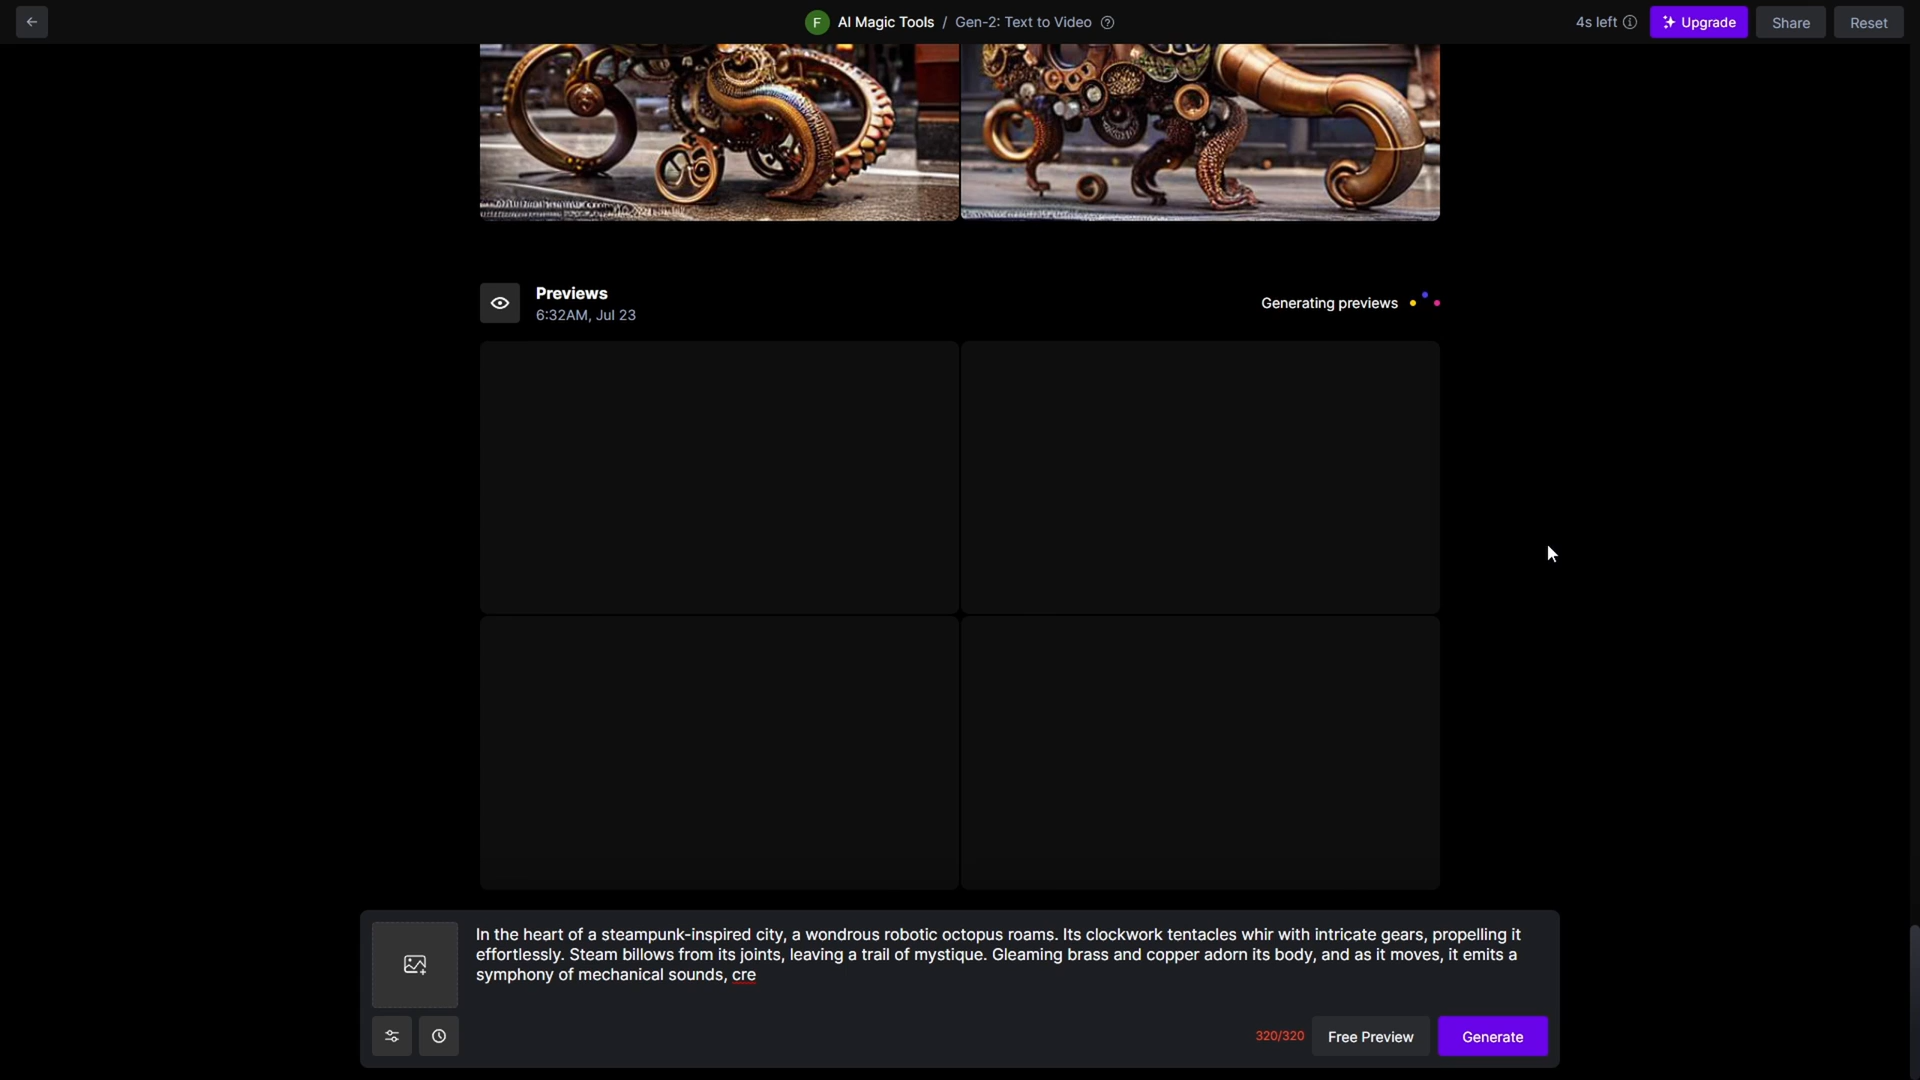 F AI Magic Tools / Gen-2: Text to Video
4s left
Upgrade
Share
Reset
Previews
6:32AM, Jul 23
Generating previews
In the heart of a steampunk-inspired city, a wondrous robotic octopus roams. Its clockwork tentacles whir with intricate gears, propelling it
effortlessly. Steam billows from its joints, leaving a trail of mystique. Gleaming brass and copper adorn its body, and as it moves, it emits a
symphony of mechanical sounds, cre
320/320
Free Preview
Generate